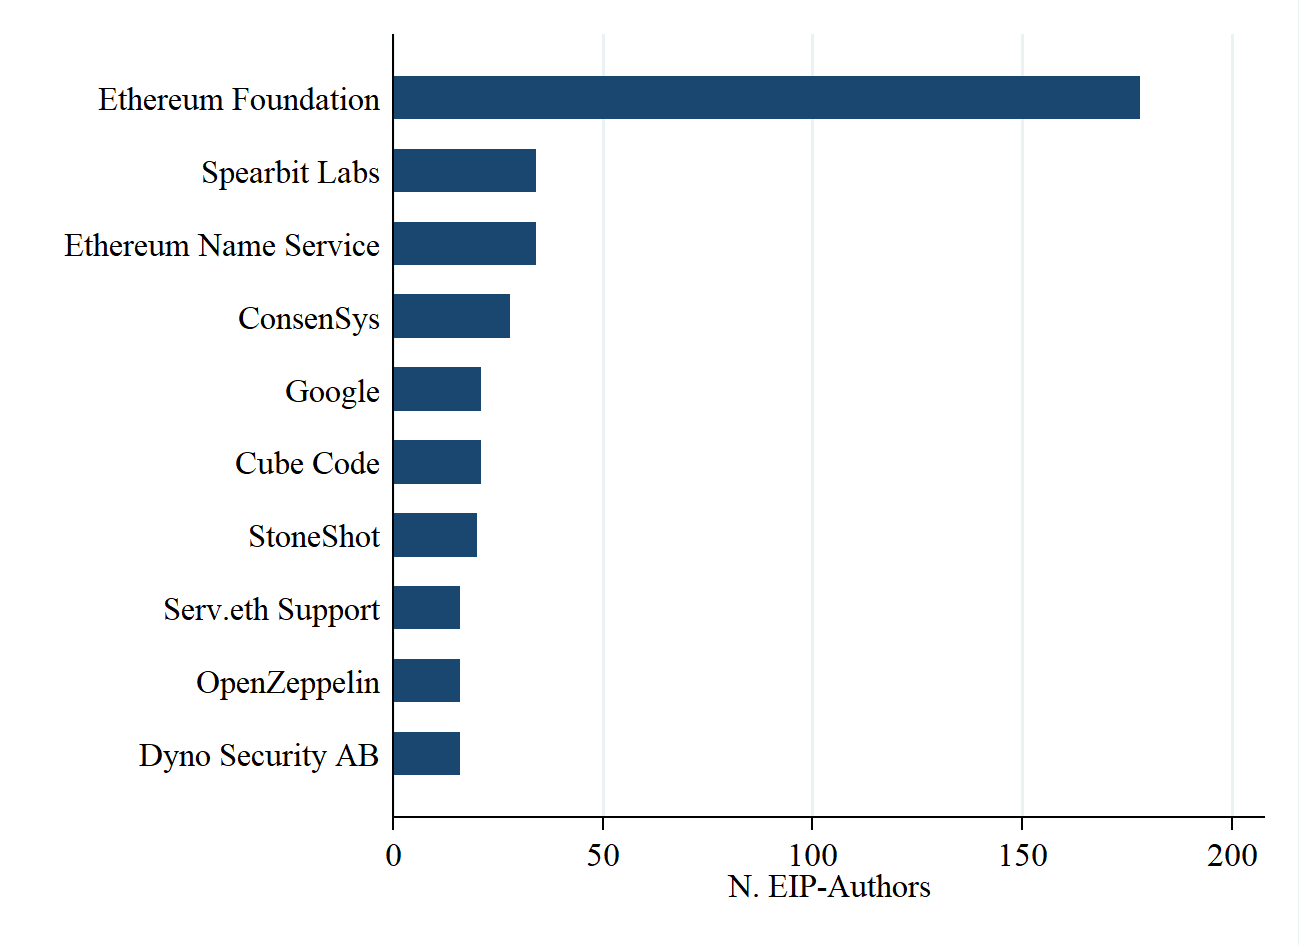 Ethereum Foundation
Spearbit Labs
Ethereum Name Service
ConsenSys
Google
Cube Code
StoneShot
Serv.eth Support
OpenZeppelin
Dyno Security AB
0 50 100 150 200
N. EIP-Authors